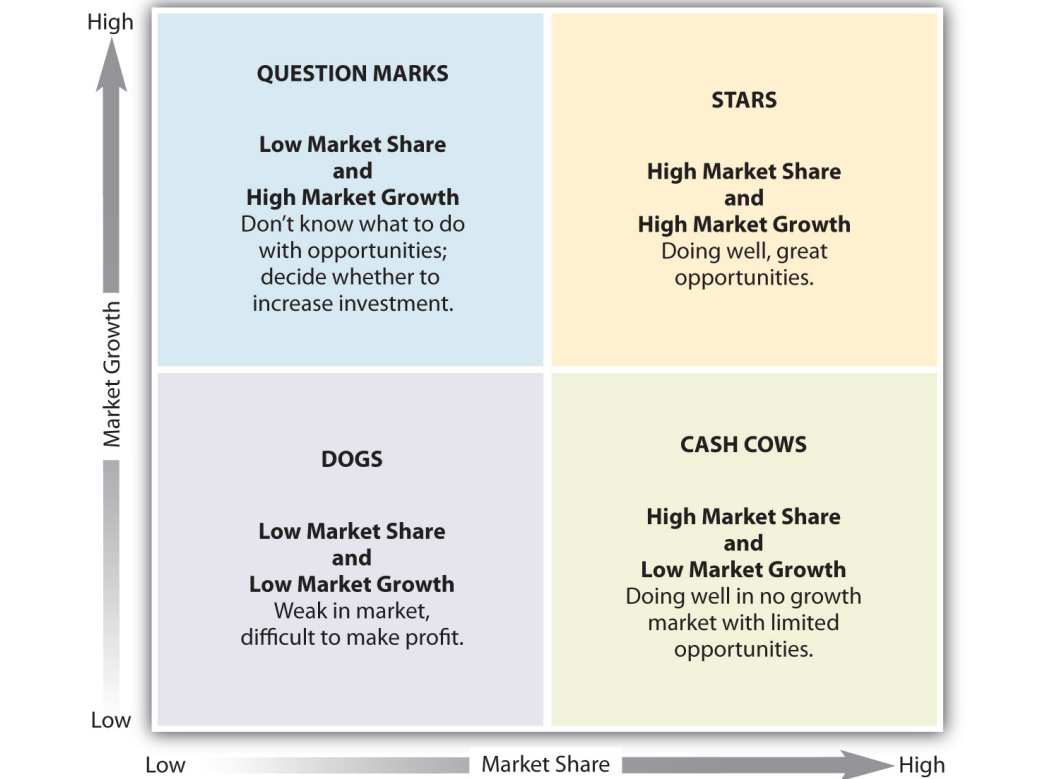 High
QUESTION MARKS
Low Market Share
and
High Market Growth
Don’t know what to do
with opportunities;
decide whether to
increase investment.
STARS
High Market Share
and
High Market Growth
Doing well, great
opportunities.
Market Growth
DOGS
Low Market Share
and
Low Market Growth
Weak in market,
difficult to make profit.
CASH COWS
High Market Share
and
Low Market Growth
Doing well in no growth
market with limited
opportunities.
Low
Low
Market Share
High